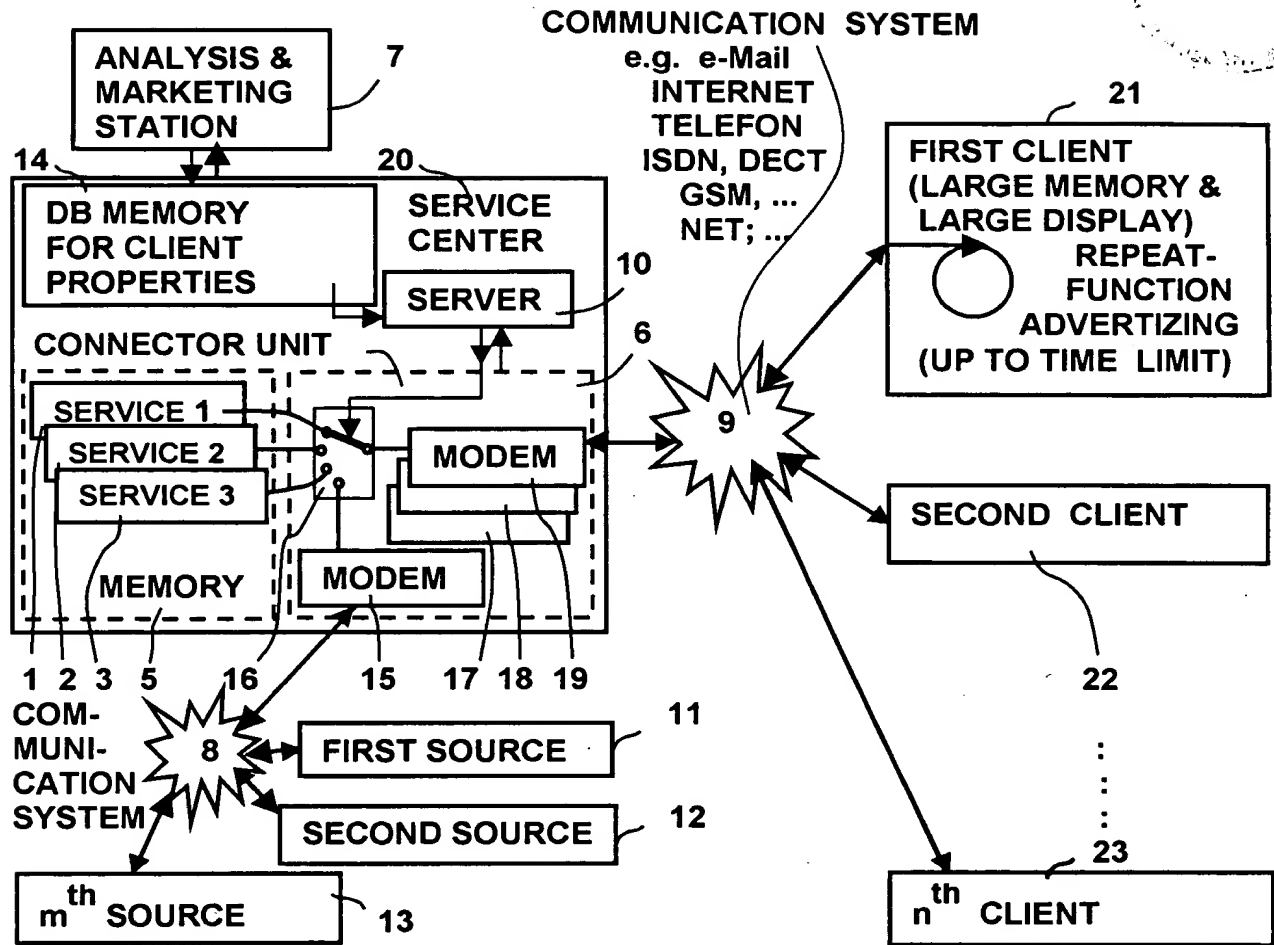 COMMUNICATION SYSTEM
e.g. e-Mail
INTERNET
TELEFON
ISDN, DECT
GSM, ...
NET; ...
ANALYSIS &
MARKETING
STATION
7
14
20
DB MEMORY
FOR CLIENT
PROPERTIES
SERVICE
CENTER
10
SERVER
CONNECTOR UNIT
6
SERVICE 1
SERVICE 2
SERVICE 3
MODEM
MEMORY
MODEM
1
2
3
5
16
15
17
18
19
9
21
FIRST CLIENT
(LARGE MEMORY &
LARGE DISPLAY)
REPEAT-
FUNCTION
ADVERTIZING
(UP TO TIME LIMIT)
SECOND CLIENT
22
COM-
MUNI-
CATION
SYSTEM
8
11
FIRST SOURCE
SECOND SOURCE
12
mth SOURCE
13
23
nth CLIENT